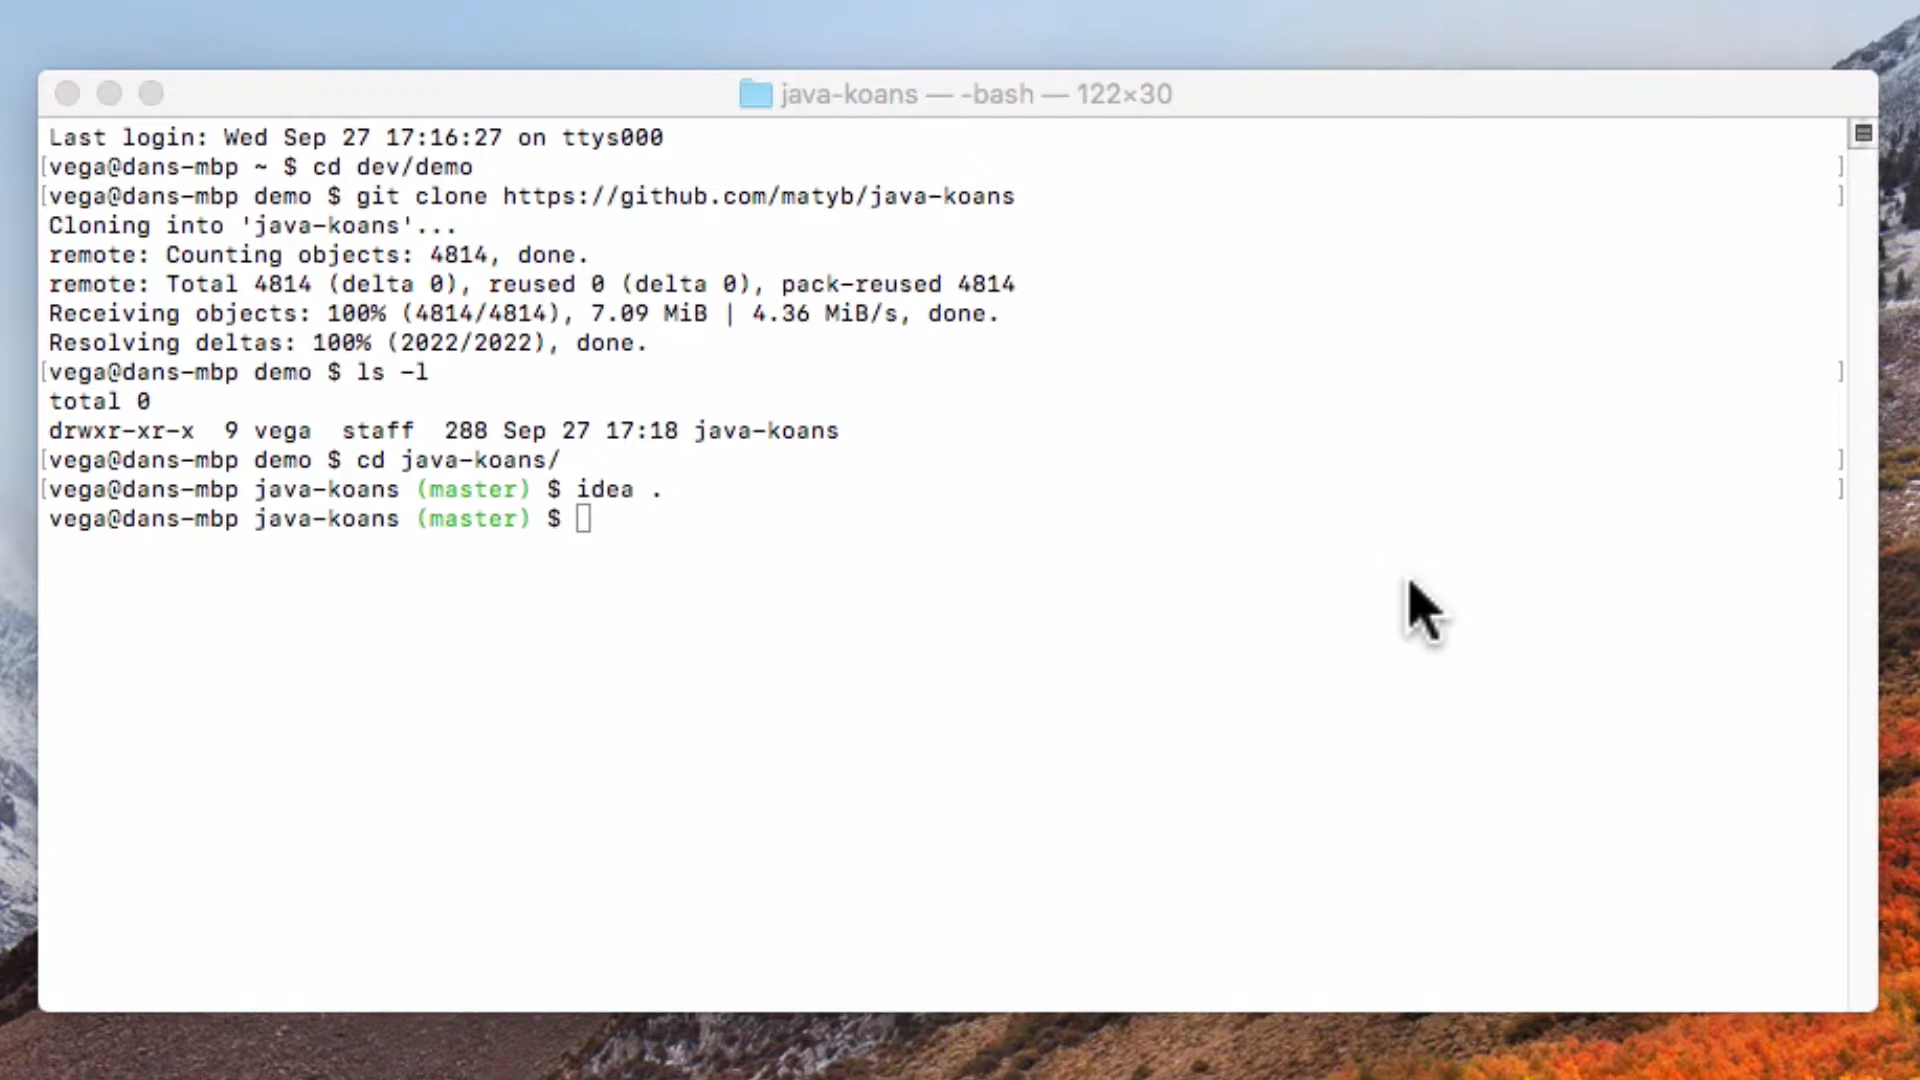 java-koans — -bash — 122×30
Last login: Wed Sep 27 17:16:27 on ttys000
[vega@dans-mbp ~ $ cd dev/demo ]
[vega@dans-mbp demo $ git clone https://github.com/matyb/java-koans ]
Cloning into 'java-koans'...
remote: Counting objects: 4814, done.
remote: Total 4814 (delta 0), reused 0 (delta 0), pack-reused 4814
Receiving objects: 100% (4814/4814), 7.09 MiB | 4.36 MiB/s, done.
Resolving deltas: 100% (2022/2022), done.
[vega@dans-mbp demo $ ls -l ]
total 0
drwxr-xr-x  9 vega  staff  288 Sep 27 17:18 java-koans
[vega@dans-mbp demo $ cd java-koans/ ]
[vega@dans-mbp java-koans (master) $ idea . ]
vega@dans-mbp java-koans (master) $